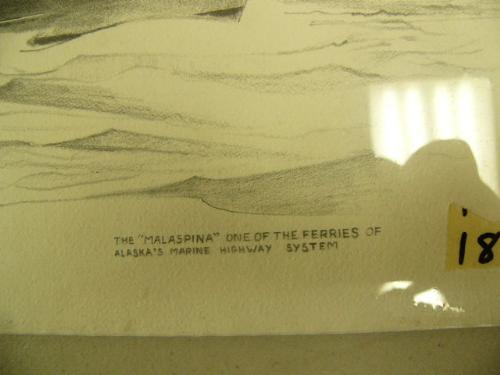 THE "MALASPINA" ONE OF THE FERRIES OF
ALASKA'S MARINE HIGHWAY SYSTEM
18